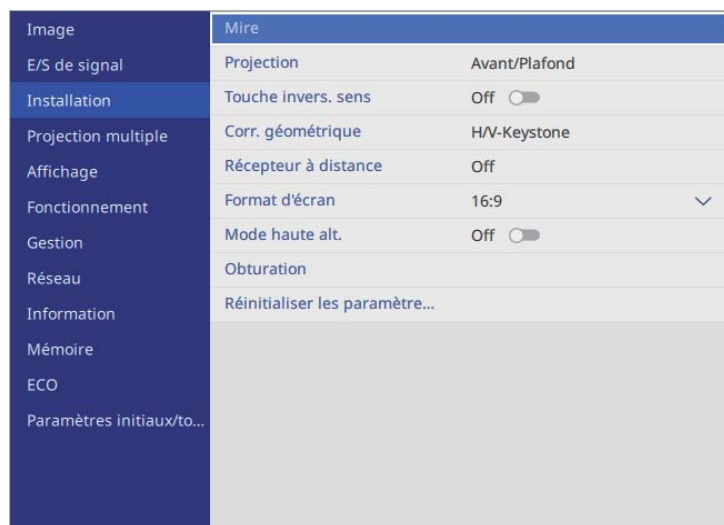 Image
E/S de signal
Installation
Projection multiple
Affichage
Fonctionnement
Gestion
Réseau
Information
Mémoire
ECO
Paramètres initiaux/to...
Mire
Projection Avant/Plafond
Touche invers. sens Off
Corr. géométrique H/V-Keystone
Récepteur à distance Off
Format d'écran 16:9
Mode haute alt. Off
Obturation
Réinitialiser les paramètre...